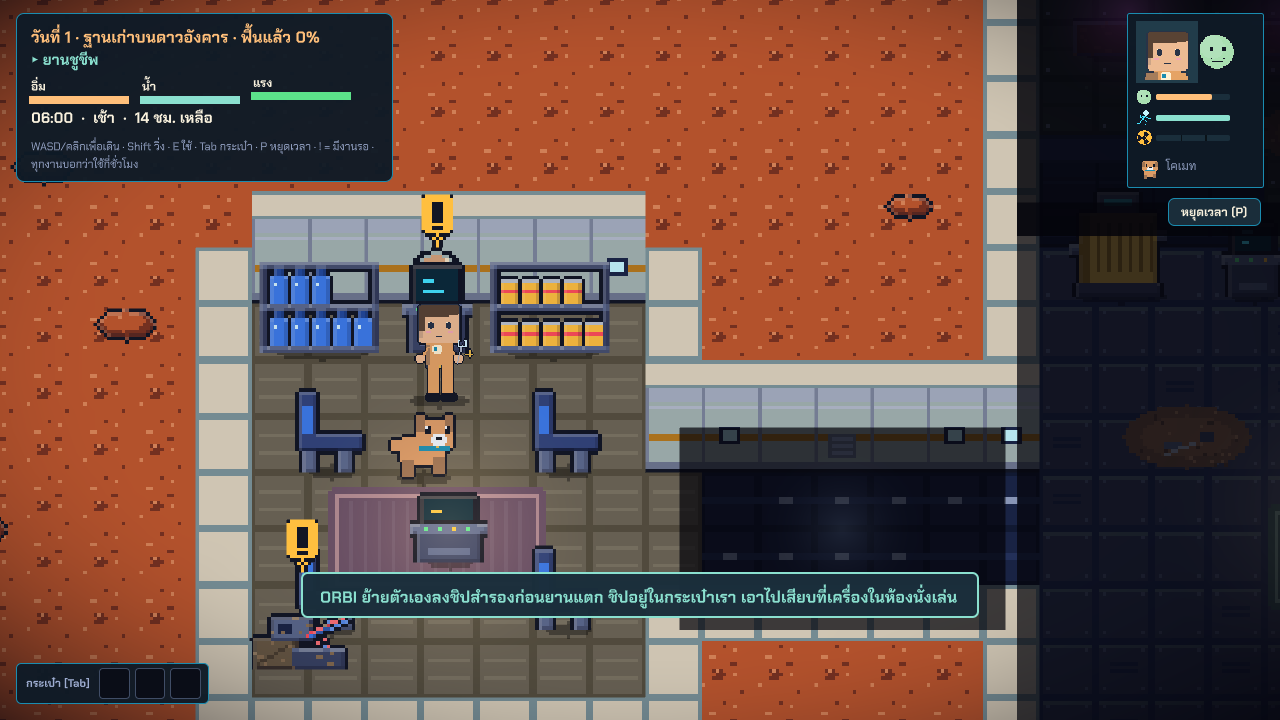 วันที่ 1 · ฐานเก่าบนดาวอังคาร · ฟื้นแล้ว 0%
▸ ยานชูชีพ
อิ่ม น้ำ แรง
06:00 · เช้า · 14 ชม. เหลือ
WASD/คลิกเพื่อเดิน · Shift วิ่ง · E ใช้ · Tab กระเป๋า · P หยุดเวลา · ! = มีงานรอ ·
ทุกงานบอกว่าใช้กี่ชั่วโมง
โคเมท
หยุดเวลา (P)
ORBI ย้ายตัวเองลงชิปสำรองก่อนยานแตก ชิปอยู่ในกระเป๋าเรา เอาไปเสียบที่เครื่องในห้องนั่งเล่น
กระเป๋า [Tab]